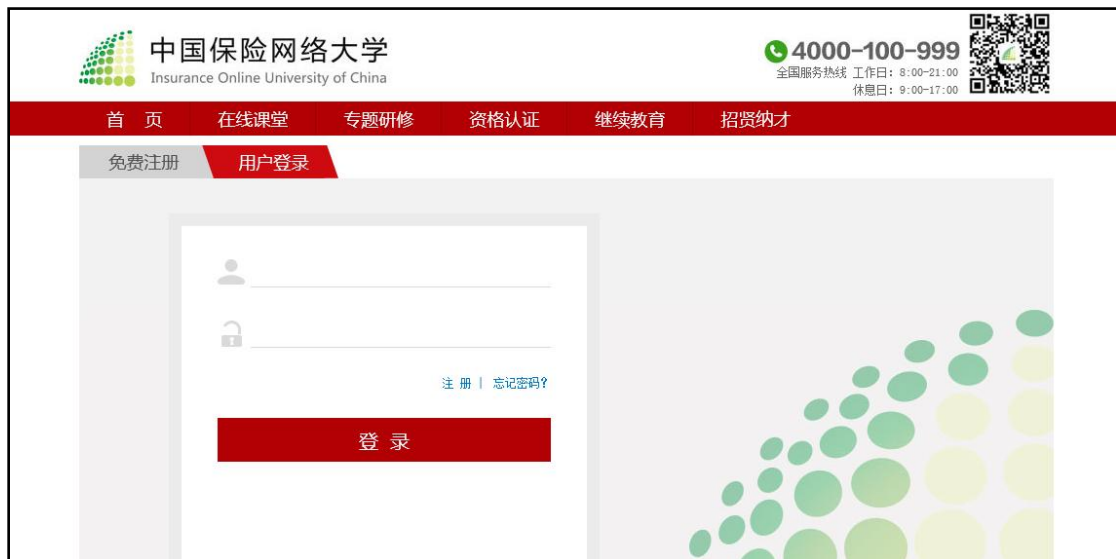 中国保险网络大学
Insurance Online University of China
4000-100-999
全国服务热线 工作日：8:00-21:00
休息日：9:00-17:00
首 页 在线课堂 专题研修 资格认证 继续教育 招贤纳才
免费注册 用户登录
注 册 | 忘记密码?
登 录